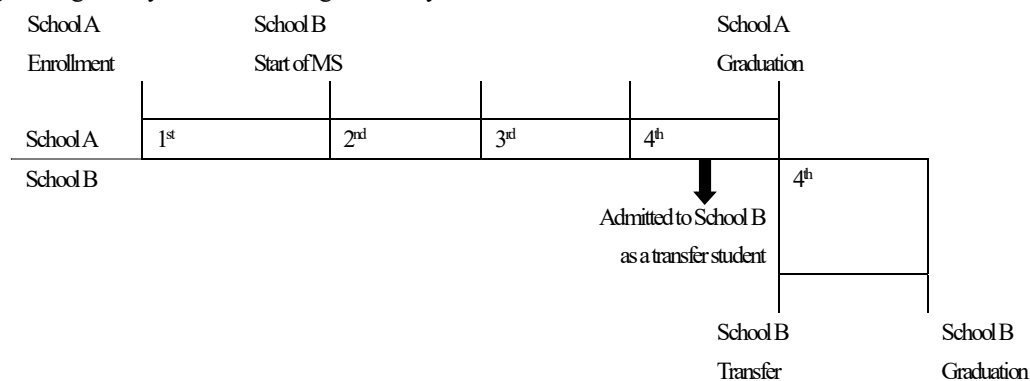 School A School B School A
Enrollment Start of MS Graduation
School A 1st 2nd 3rd 4th
School B 4th
Admitted to School B
as a transfer student
School B School B
Transfer Graduation